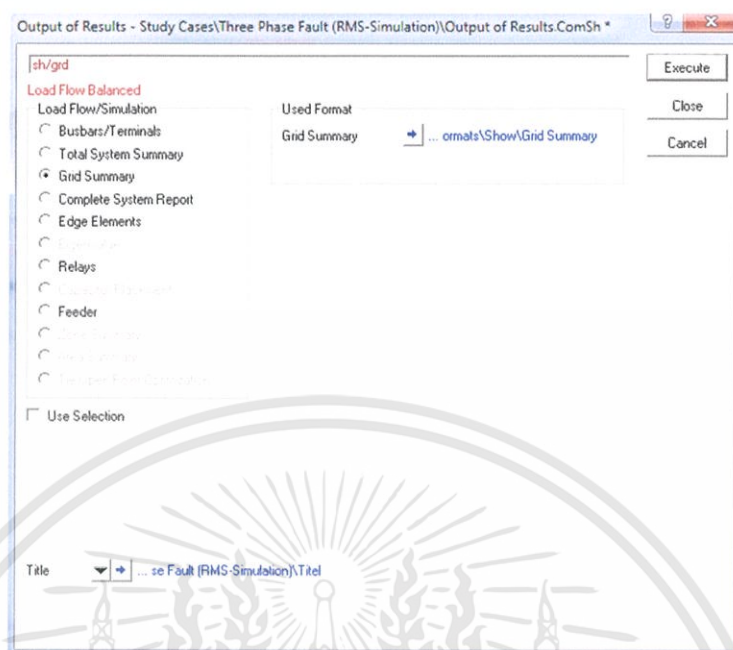 Output of Results - Study Cases\Three Phase Fault (RMS-Simulation)\Output of Results.ComSh *
sh/grd
Execute
Load Flow Balanced
Load Flow/Simulation
Used Format
Close
Busbars/Terminals
Grid Summary
... ormats\Show\Grid Summary
Cancel
Total System Summary
Grid Summary
Complete System Report
Edge Elements
Relays
Feeder
Use Selection
Title
... se Fault (RMS-Simulation)\Titel